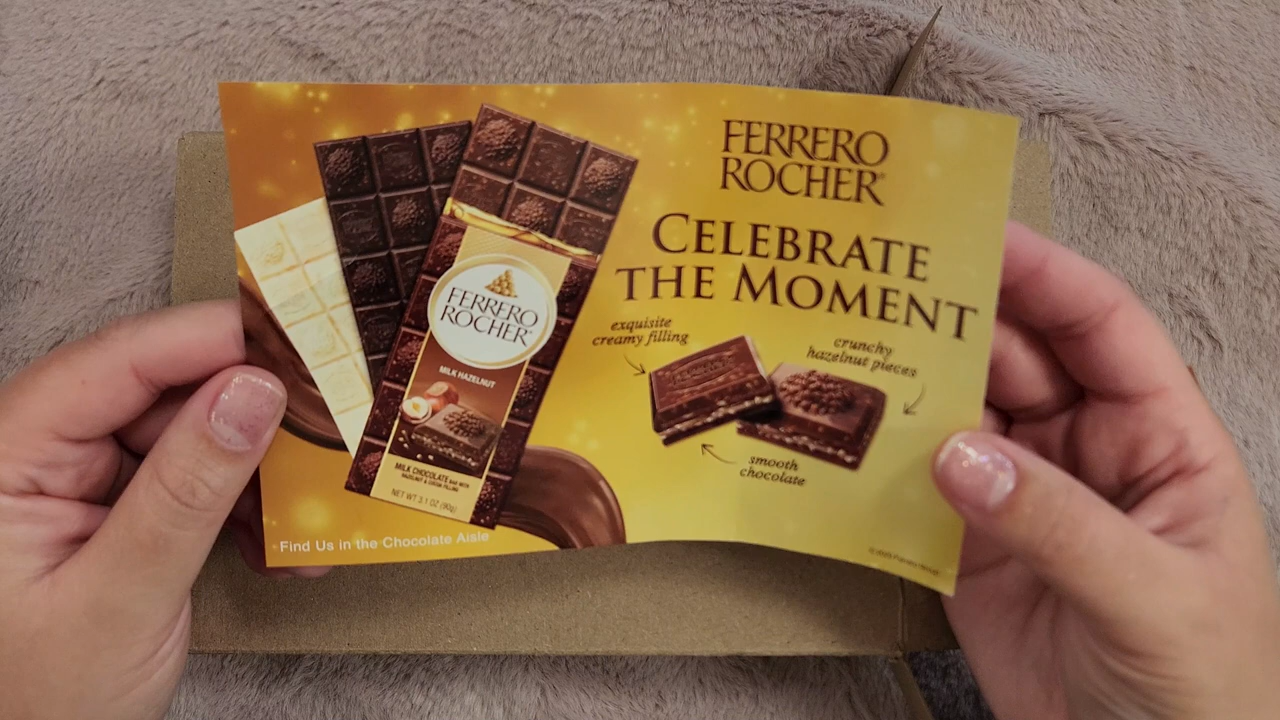 FERRERO
ROCHER®
CELEBRATE
THE MOMENT
exquisite
creamy filling
crunchy
hazelnut pieces
smooth
chocolate
FERRERO
ROCHER®
MILK HAZELNUT
MILK CHOCOLATE BAR WITH
HAZELNUT & COCOA FILLING
NET WT 3.1 OZ (90g)
Find Us in the Chocolate Aisle